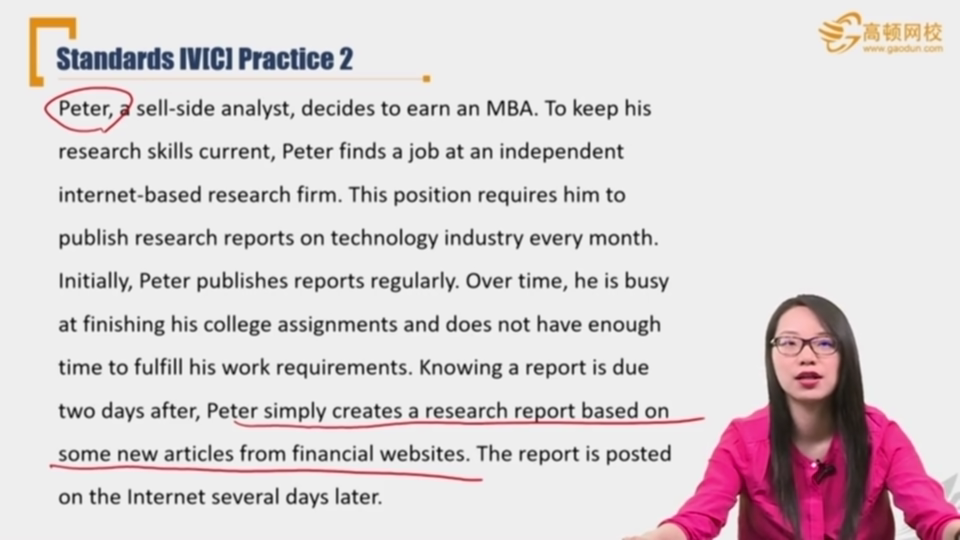 高顿网校
www.gaodun.com
Standards IV[C] Practice 2
Peter, a sell-side analyst, decides to earn an MBA. To keep his
research skills current, Peter finds a job at an independent
internet-based research firm. This position requires him to
publish research reports on technology industry every month.
Initially, Peter publishes reports regularly. Over time, he is busy
at finishing his college assignments and does not have enough
time to fulfill his work requirements. Knowing a report is due
two days after, Peter simply creates a research report based on
some new articles from financial websites. The report is posted
on the Internet several days later.